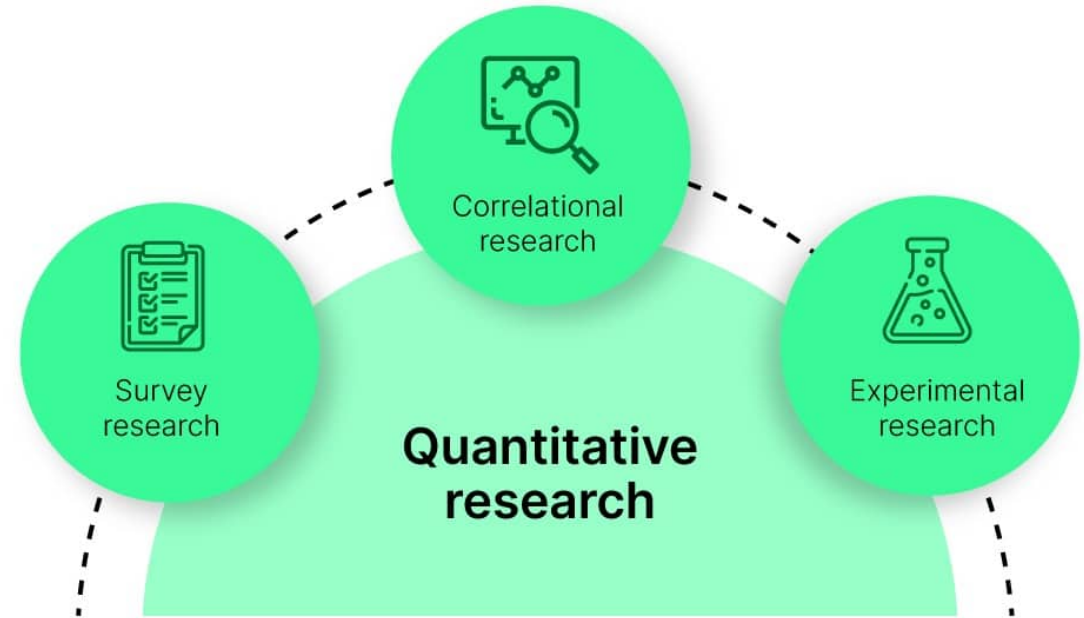 Correlational
research
Survey
research
Experimental
research
Quantitative
research